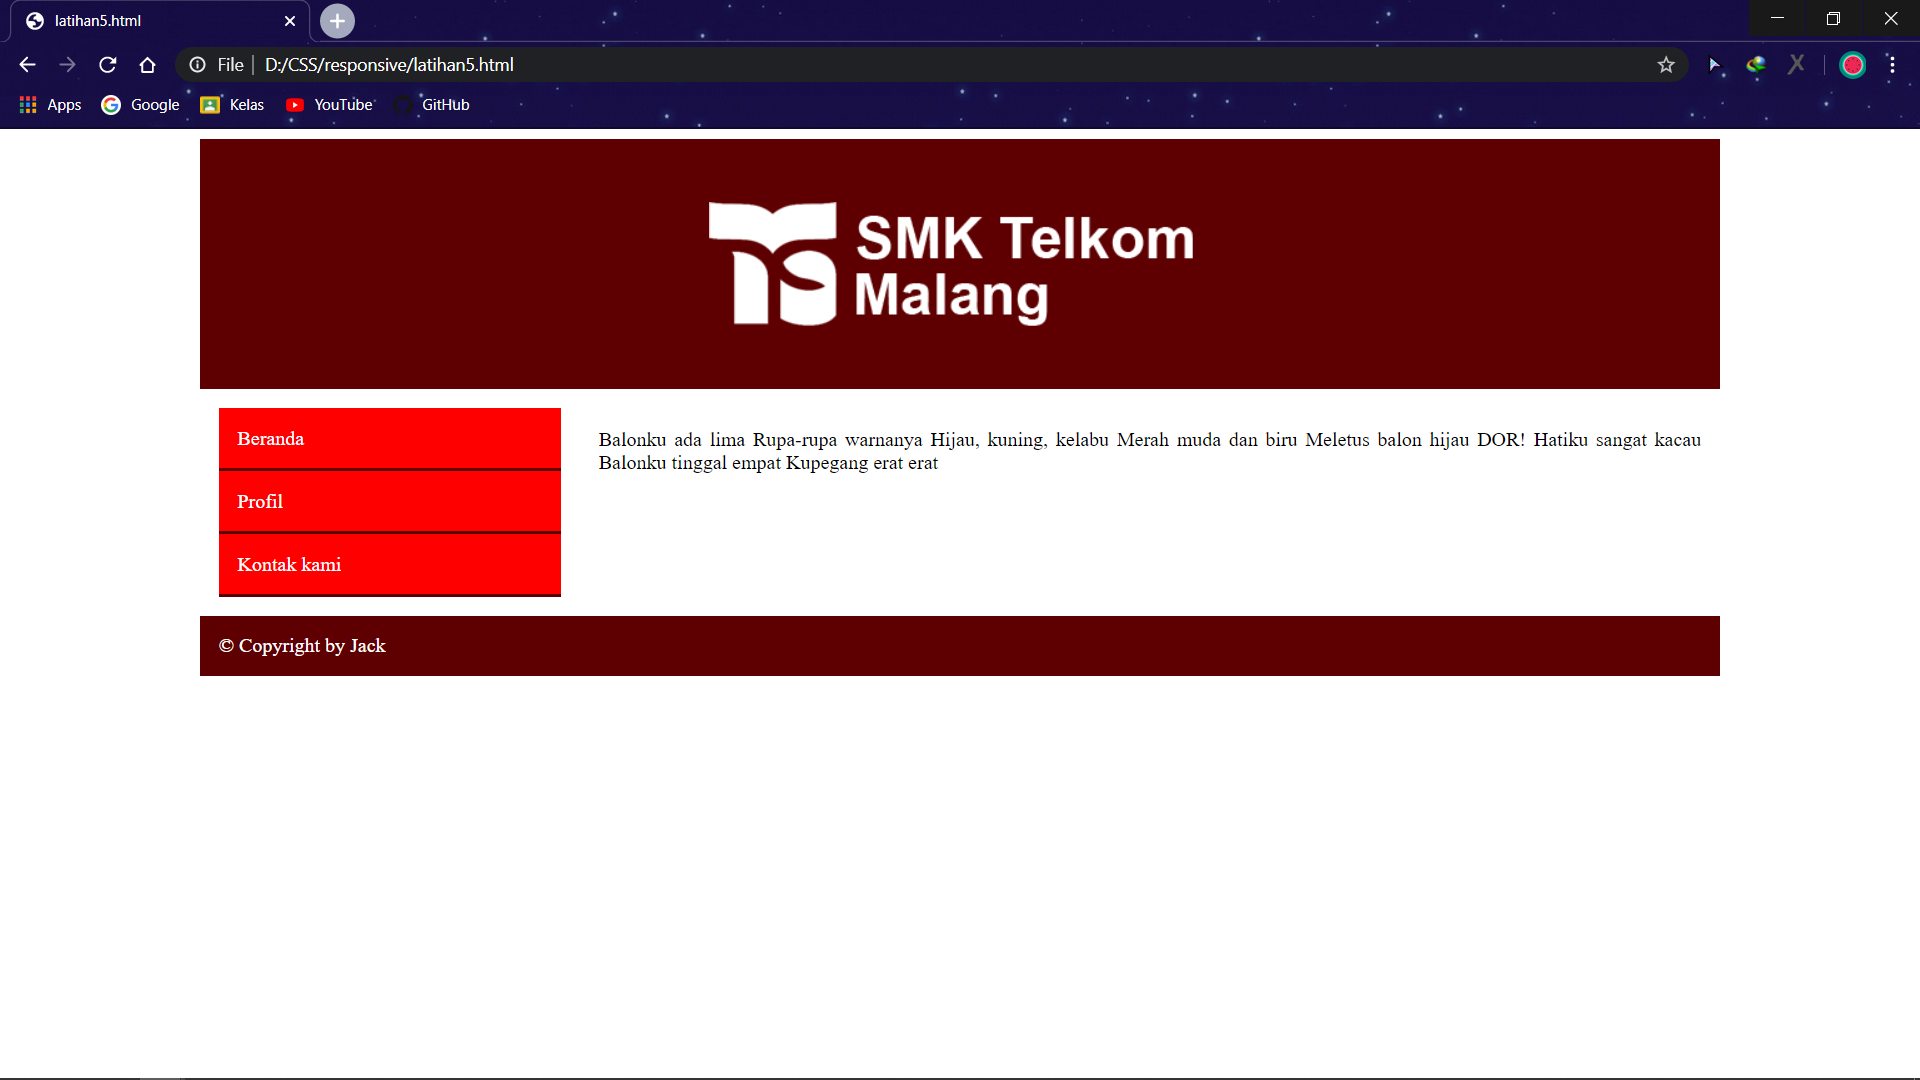 latihan5.html
File
D:/CSS/responsive/latihan5.html
Apps
Google
Kelas
YouTube
GitHub
SMK Telkom
Malang
Beranda
Profil
Kontak kami
Balonku ada lima Rupa-rupa warnanya Hijau, kuning, kelabu Merah muda dan biru Meletus balon hijau DOR! Hatiku sangat kacau
Balonku tinggal empat Kupegang erat erat
© Copyright by Jack